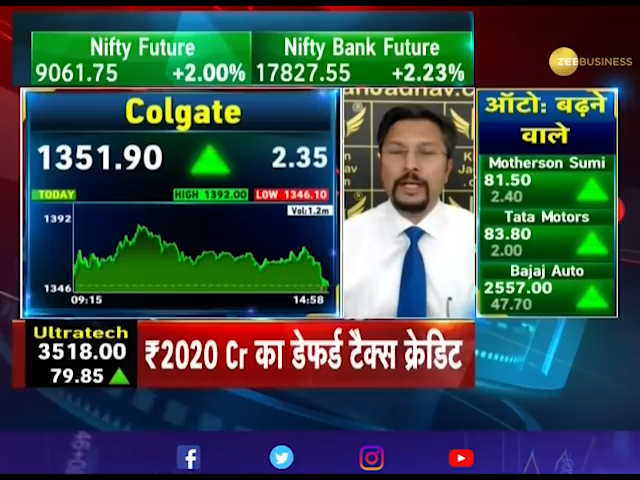 Nifty Future
9061.75 +2.00%
Nifty Bank Future
17827.55 +2.23%
ZEE BUSINESS
Colgate
1351.90 2.35
TODAY HIGH 1392.00 LOW 1346.10
Vol:1.2m
1392
1346
09:15 14:58
ऑटो: बढ़ने
वाले
Motherson Sumi
81.50
2.40
Tata Motors
83.80
2.00
Bajaj Auto
2557.00
47.70
Ultratech
3518.00
79.85
₹2020 Cr का डेफर्ड टैक्स क्रेडिट